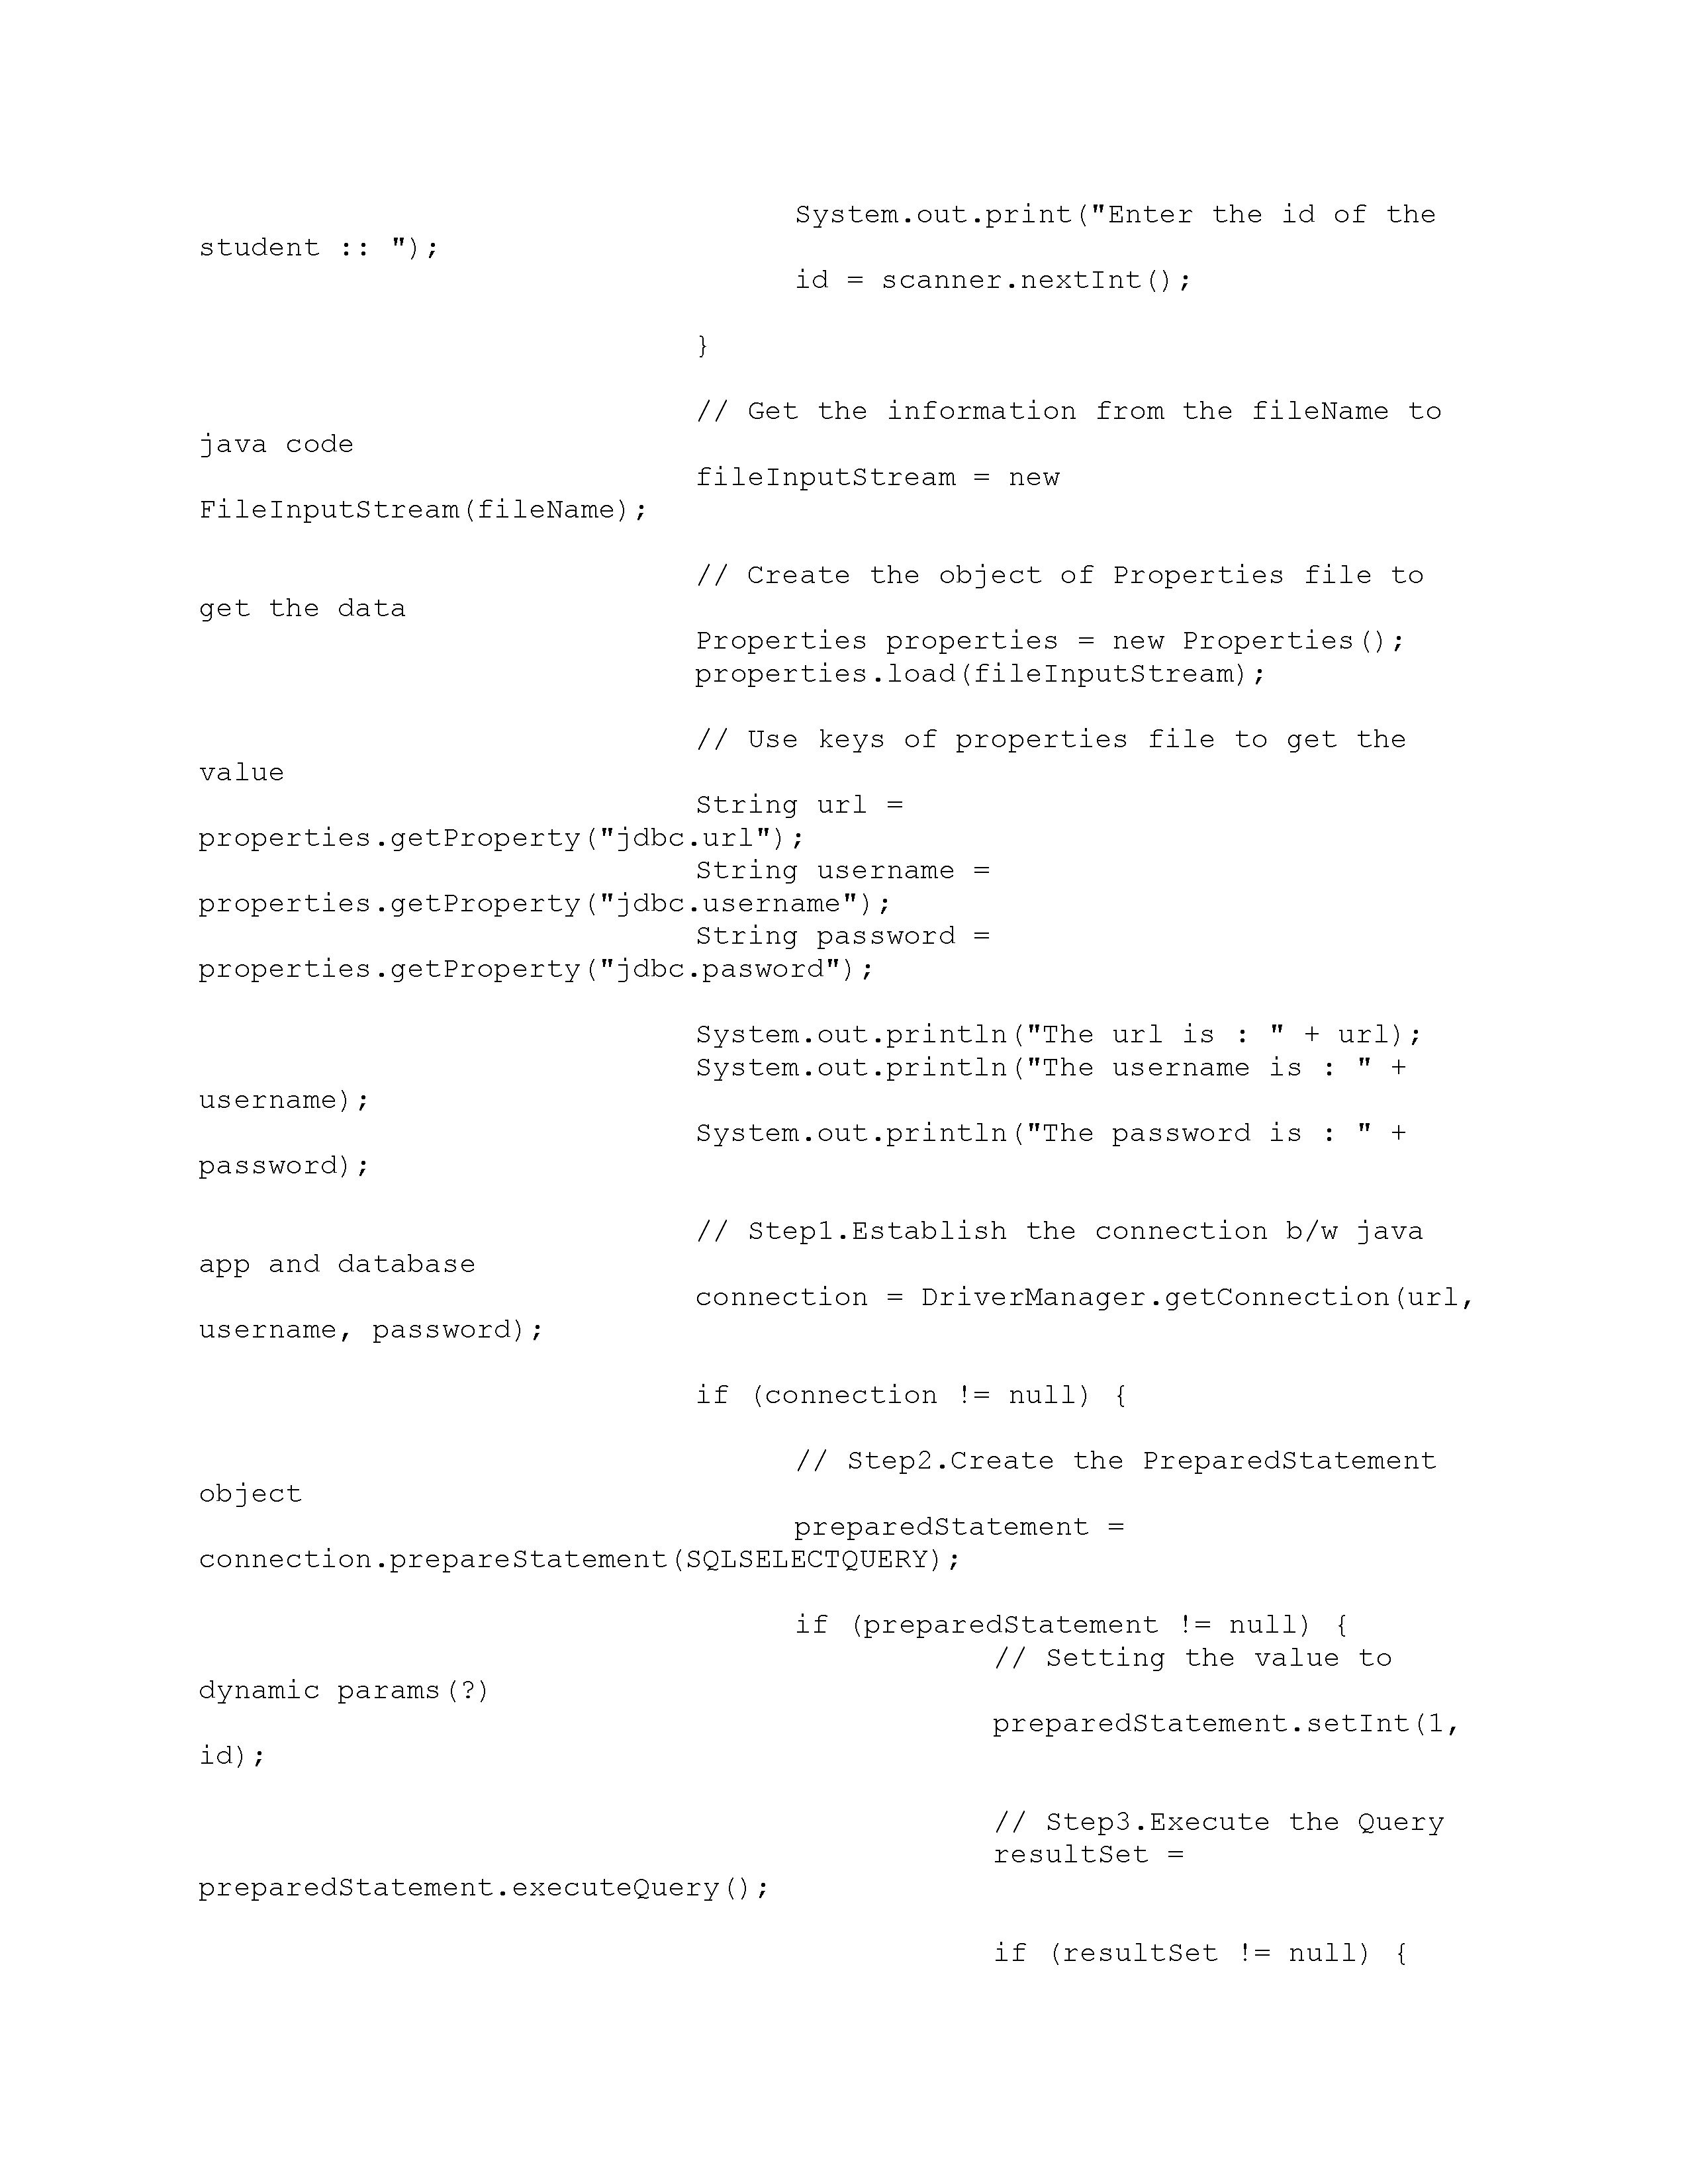 System.out.print("Enter the id of the
student :: ");
id = scanner.nextInt();
}
// Get the information from the fileName to
java code
fileInputStream = new
FileInputStream(fileName);
// Create the object of Properties file to
get the data
Properties properties = new Properties();
properties.load(fileInputStream);
// Use keys of properties file to get the
value
String url =
properties.getProperty("jdbc.url");
String username =
properties.getProperty("jdbc.username");
String password =
properties.getProperty("jdbc.pasword");
System.out.println("The url is : " + url);
System.out.println("The username is : " +
username);
System.out.println("The password is : " +
password);
// Step1.Establish the connection b/w java
app and database
connection = DriverManager.getConnection(url,
username, password);
if (connection != null) {
// Step2.Create the PreparedStatement
object
preparedStatement =
connection.prepareStatement(SQLSELECTQUERY);
if (preparedStatement != null) {
// Setting the value to
dynamic params(?)
preparedStatement.setInt(1,
id);
// Step3.Execute the Query
resultSet =
preparedStatement.executeQuery();
if (resultSet != null) {